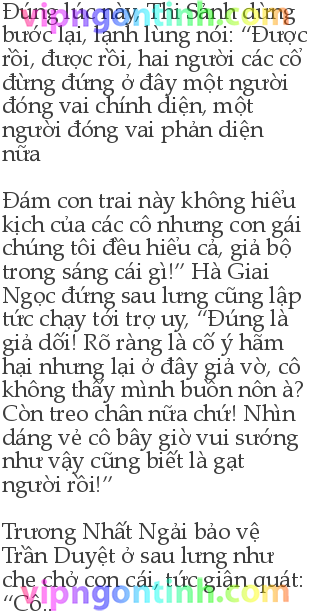 Đúng lúc này, Thi Sanh dừng
bước lại, lạnh lùng nói: “Được
rồi, được rồi, hai người các cổ
đừng đứng ở đây một người
đóng vai chính diện, một
người đóng vai phản diện
nữa
Đám con trai này không hiểu
kịch của các cô nhưng con gái
chúng tôi đều hiểu cả, giả bộ
trong sáng cái gì!” Hà Giai
Ngọc đứng sau lưng cũng lập
tức chạy tới trợ uy, “Đúng là
giả dối! Rõ ràng là cố ý hãm
hại nhưng lại ở đây giả vờ, cô
không thấy mình buồn nôn à?
Còn treo chân nữa chứ! Nhìn
dáng vẻ cô bây giờ vui sướng
như vậy cũng biết là gạt
người rồi!”
Trương Nhất Ngải bảo vệ
Trần Duyệt ở sau lưng như
che chở con cái, tức giận quát:
“Cô..
vipngontinh.com
vipngontinh.com